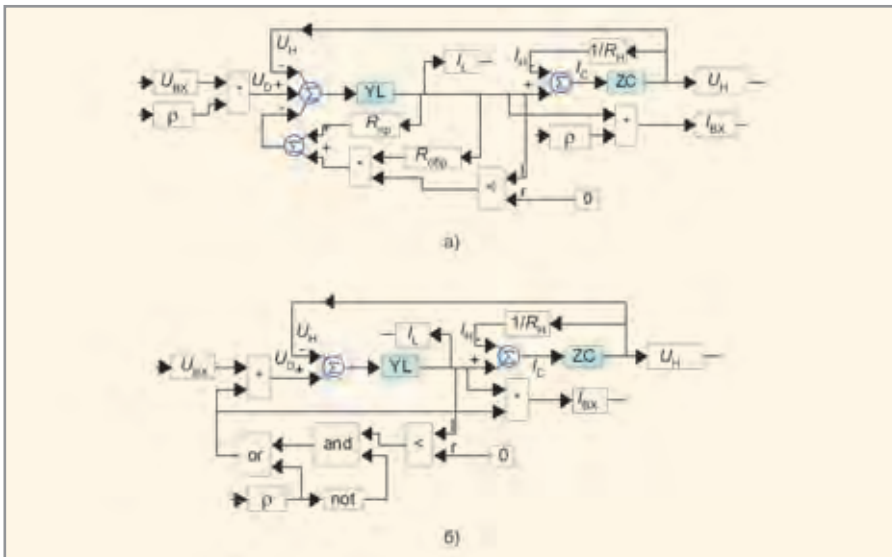 U_H
1/R_H
I_H
I_C
I_L
U_BX
U_D
Σ
YL
Σ
ZC
U_H
ρ
R_пр
*
ρ
*
I_BX
Σ
*
R_обр
<
l
r
0
а)
U_H
I_L
I_H
1/R_H
U_BX
U_D
Σ
YL
Σ
I_C
ZC
U_H
*
I_BX
or
and
<
l
r
0
ρ
not
б)